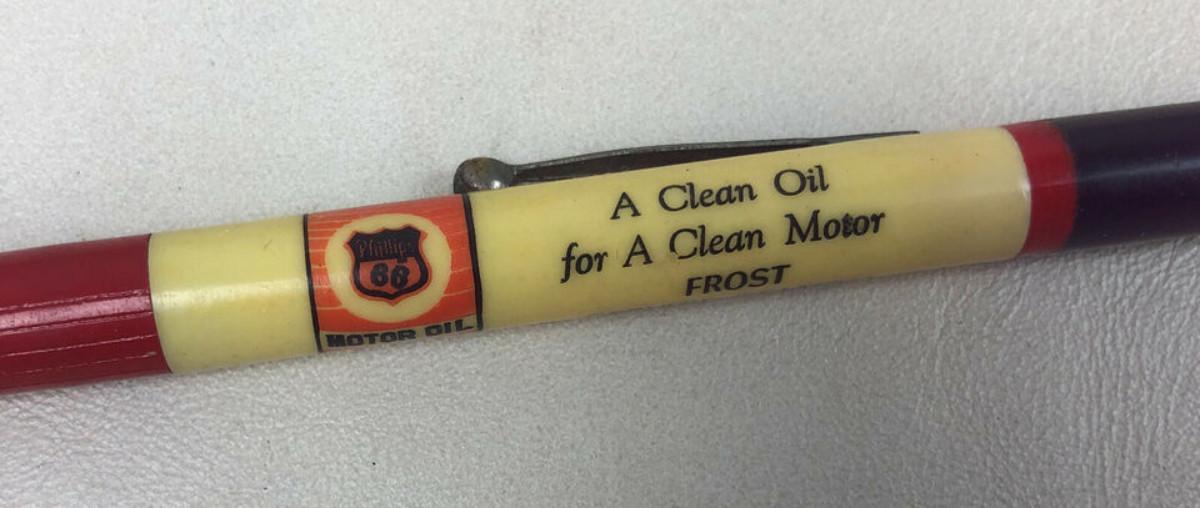 Phillips
66
MOTOR OIL
A Clean Oil
for A Clean Motor
FROST